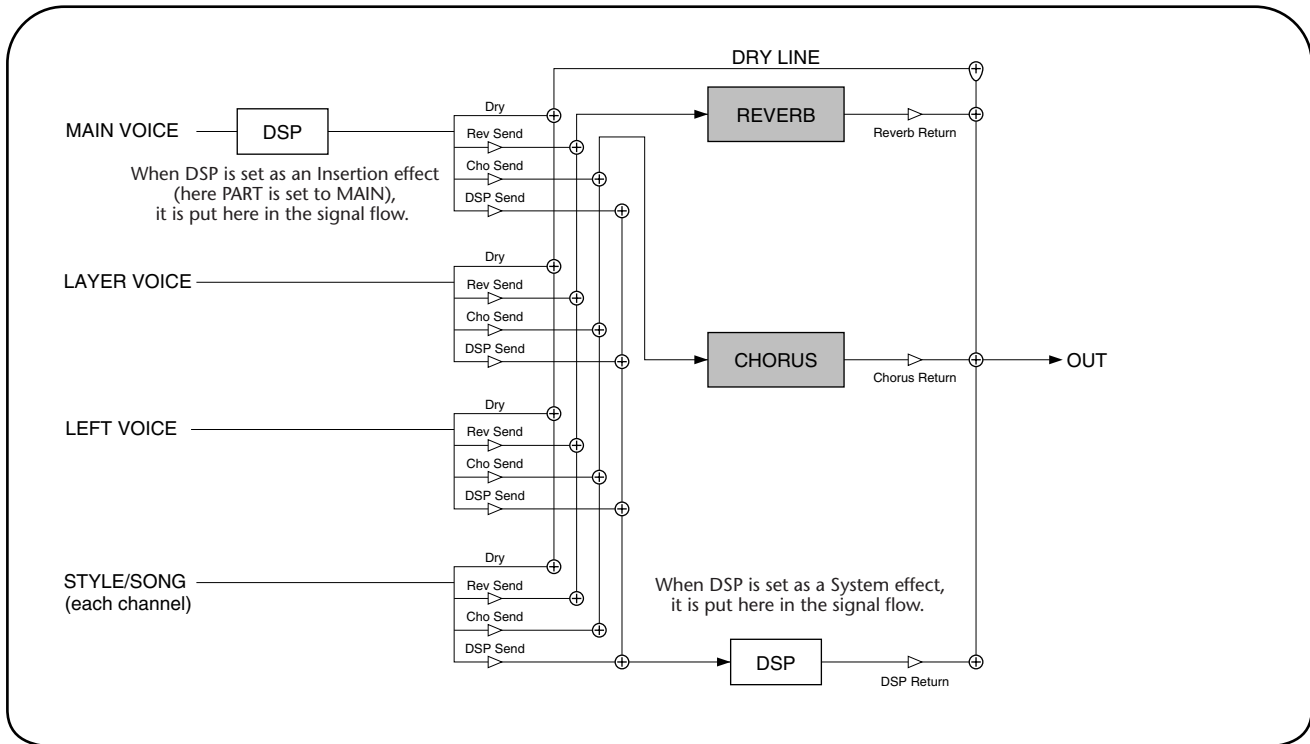 DRY LINE
MAIN VOICE
DSP
Dry
Rev Send
Cho Send
DSP Send
REVERB
Reverb Return
When DSP is set as an Insertion effect
(here PART is set to MAIN),
it is put here in the signal flow.
LAYER VOICE
Dry
Rev Send
Cho Send
DSP Send
CHORUS
Chorus Return
OUT
LEFT VOICE
Dry
Rev Send
Cho Send
DSP Send
STYLE/SONG
(each channel)
Dry
Rev Send
Cho Send
DSP Send
When DSP is set as a System effect,
it is put here in the signal flow.
DSP
DSP Return